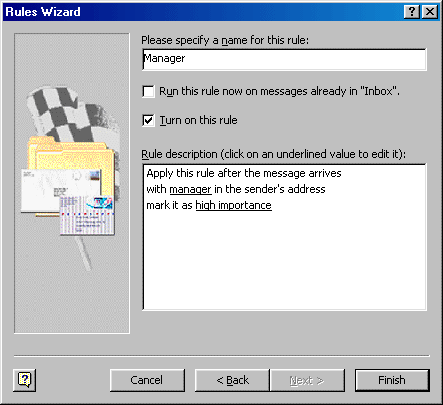 Rules Wizard
Please specify a name for this rule:
Manager
Run this rule now on messages already in "Inbox".
Turn on this rule
Rule description (click on an underlined value to edit it):
Apply this rule after the message arrives
with manager in the sender's address
mark it as high importance
Cancel
< Back
Next >
Finish